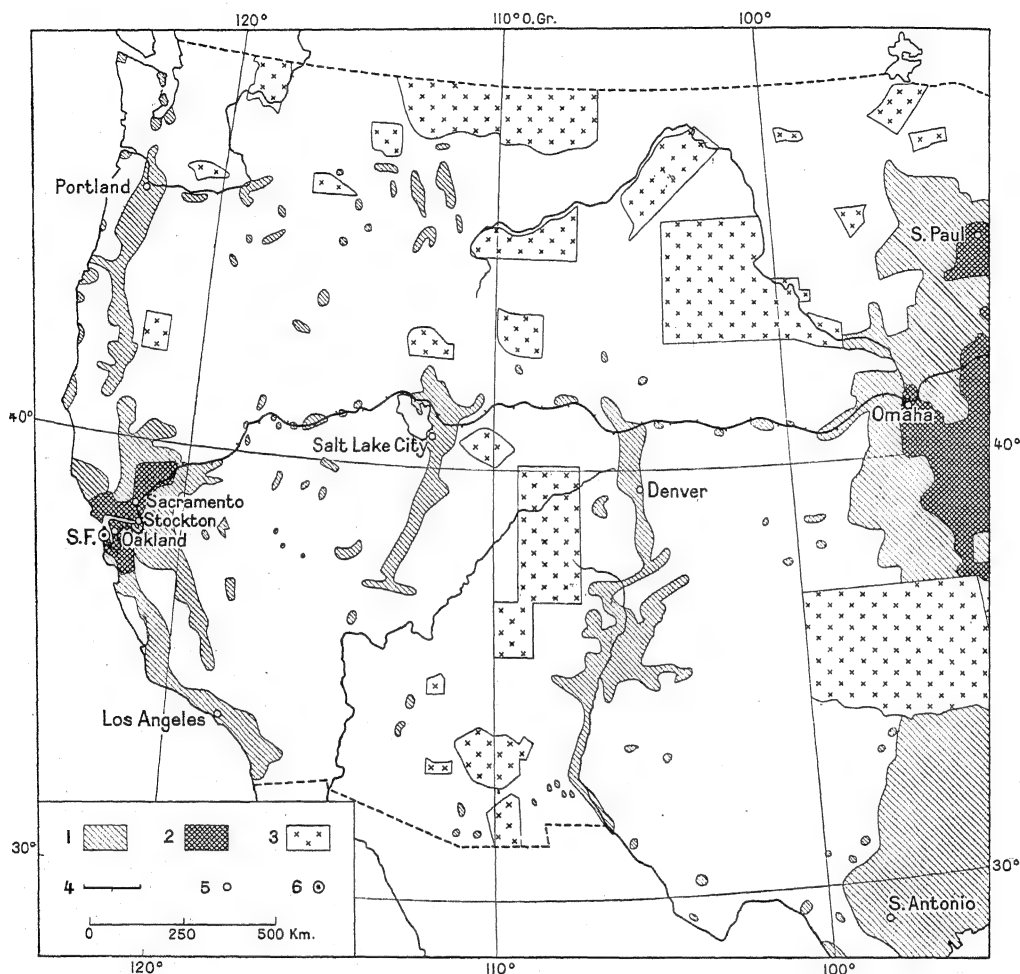 120° 110° O. Gr. 100°
Portland
S. Paul
40°
Omaha
Salt Lake City
40°
Denver
Sacramento
Stockton
S.F.
Oakland
Los Angeles
1 2 3
30°
30°
4 5 6
S. Antonio
0 250 500 Km.
120° 110° 100°